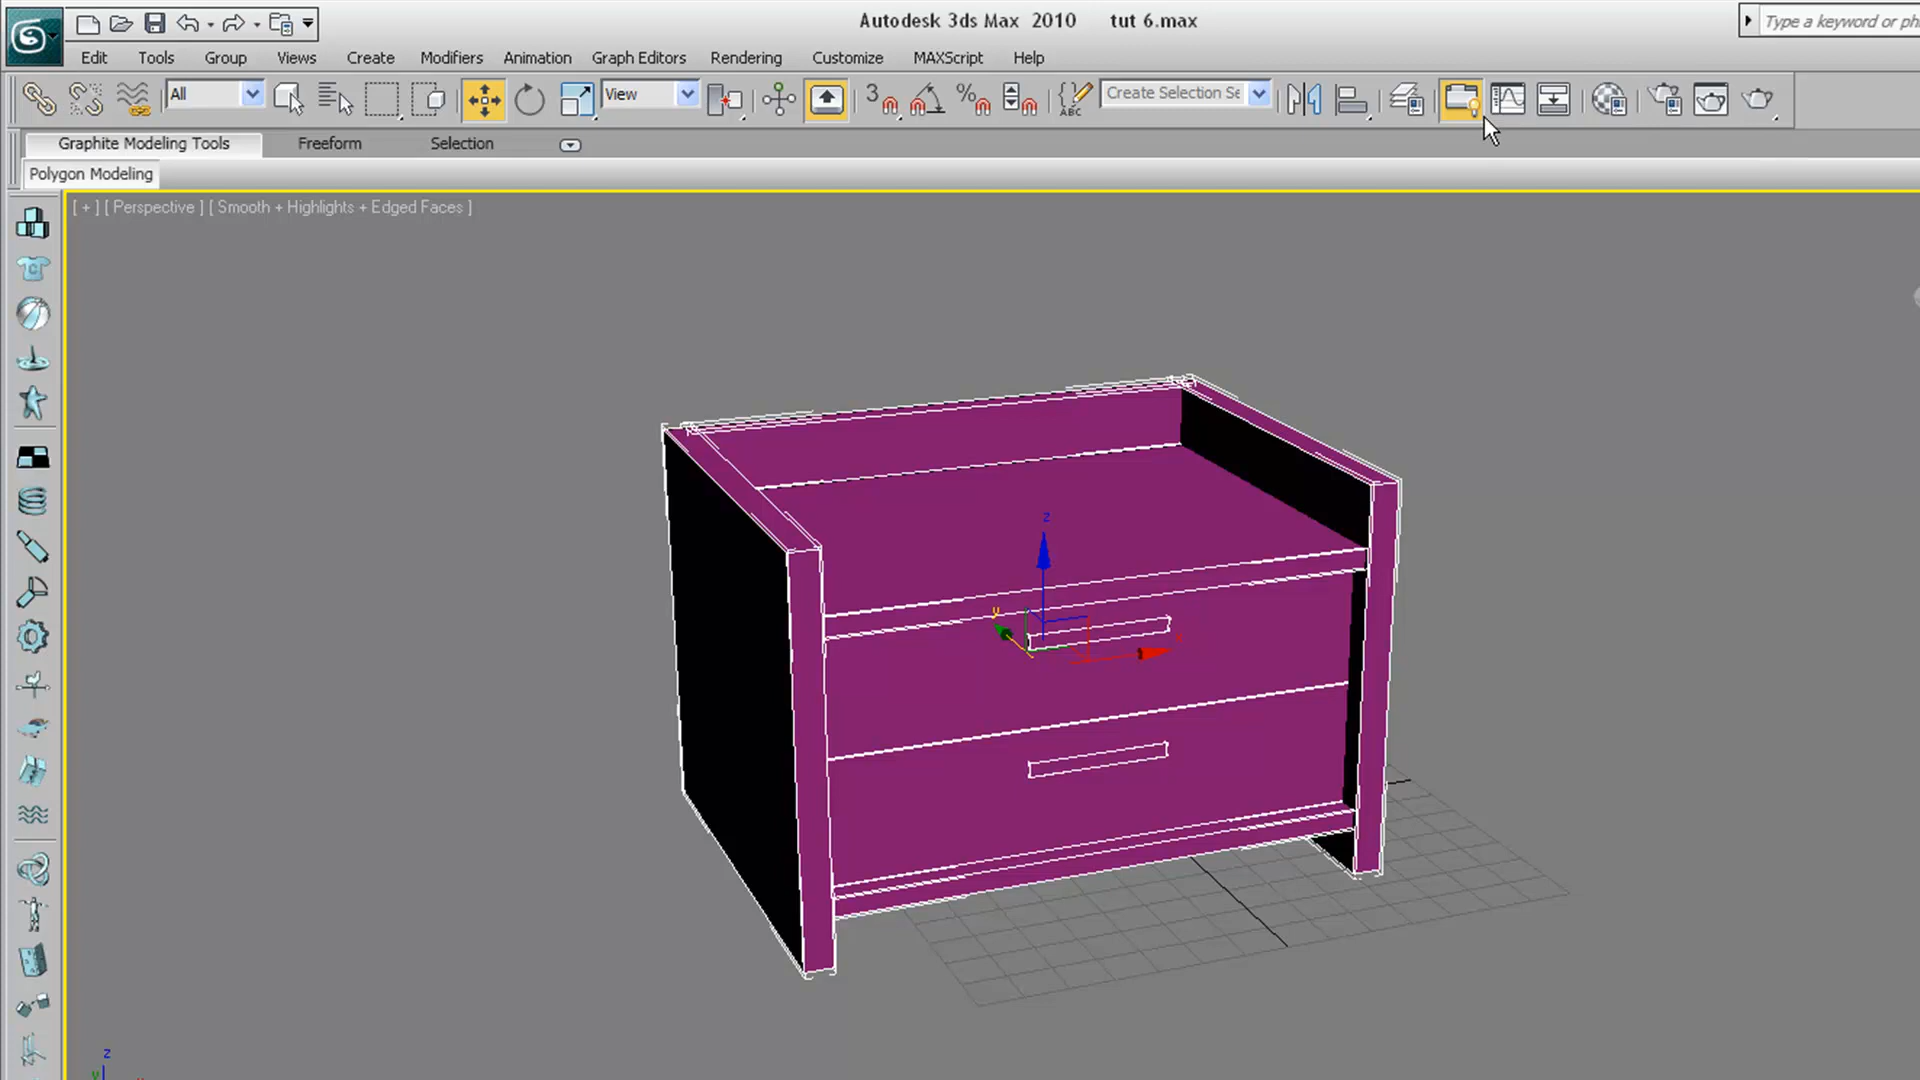 Autodesk 3ds Max 2010 tut 6.max
Type a keyword or ph
Edit Tools Group Views Create Modifiers Animation Graph Editors Rendering Customize MAXScript Help
All View 3 % ABC Create Selection Se
Graphite Modeling Tools Freeform Selection
Polygon Modeling
[ + ] [ Perspective ] [ Smooth + Highlights + Edged Faces ]
z
y
x
z
y